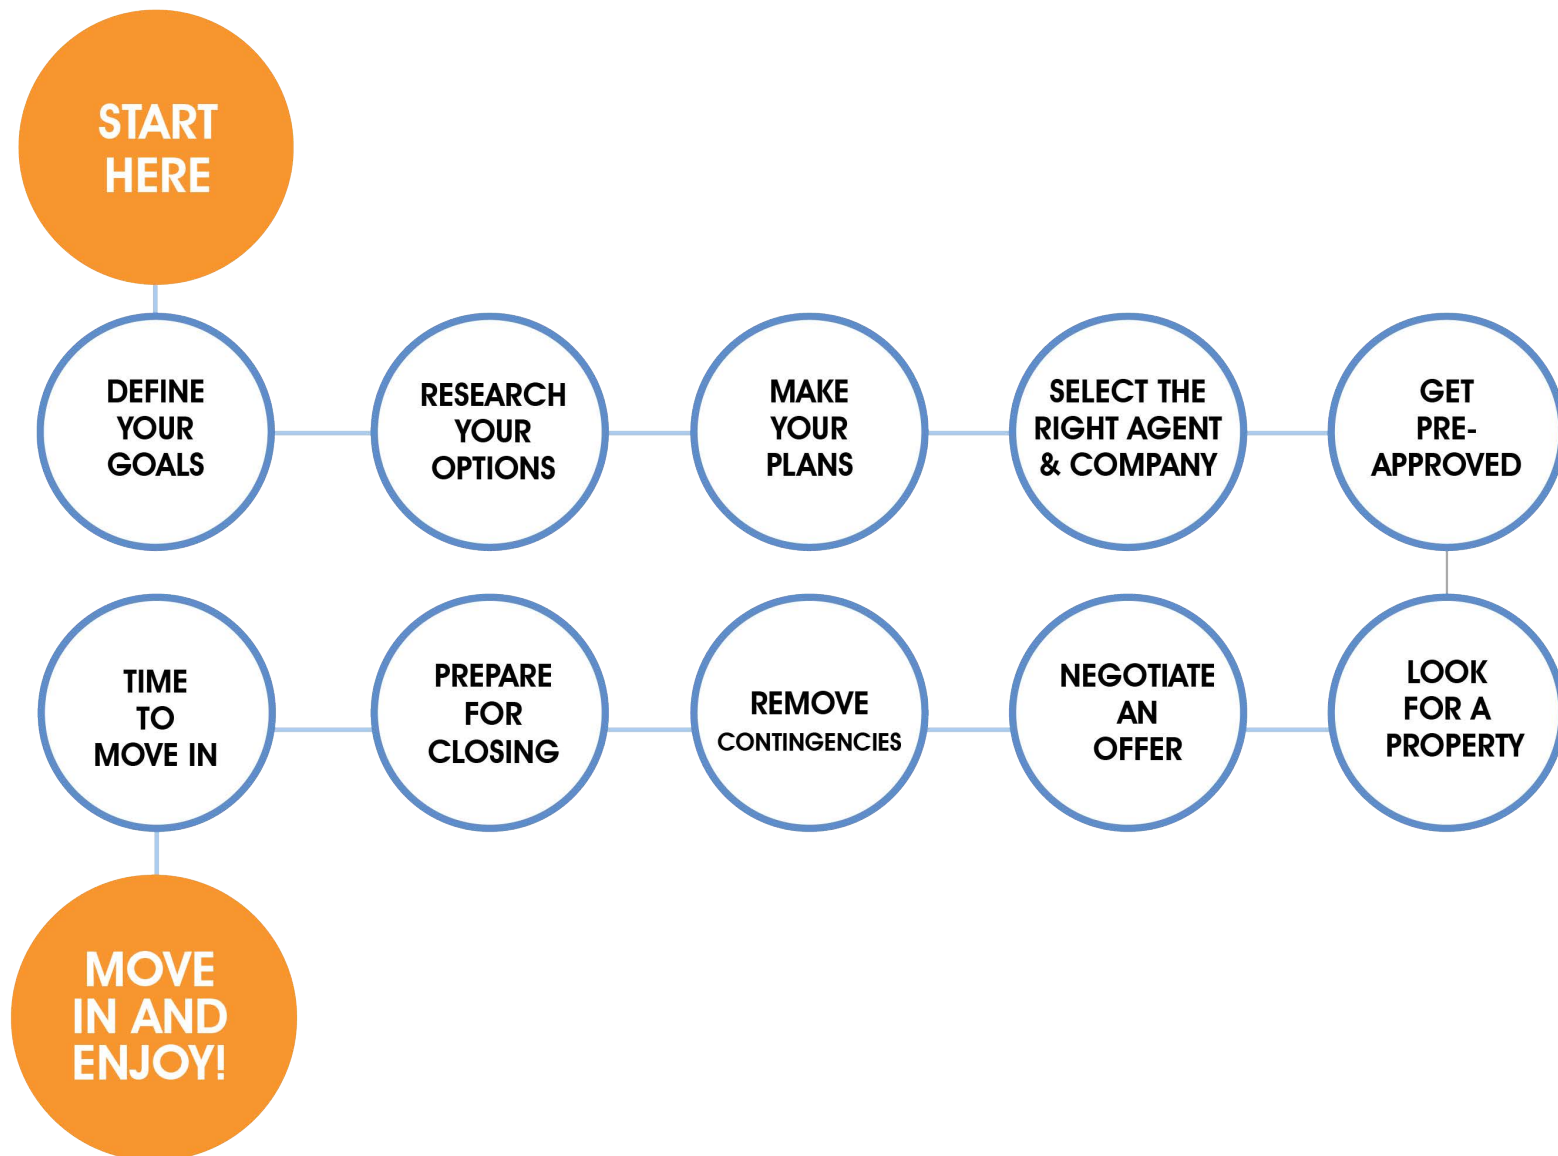 START
HERE
DEFINE
YOUR
GOALS
RESEARCH
YOUR
OPTIONS
MAKE
YOUR
PLANS
SELECT THE
RIGHT AGENT
& COMPANY
GET
PRE-
APPROVED
LOOK
FOR A
PROPERTY
NEGOTIATE
AN
OFFER
REMOVE
CONTINGENCIES
PREPARE
FOR
CLOSING
TIME
TO
MOVE IN
MOVE
IN AND
ENJOY!